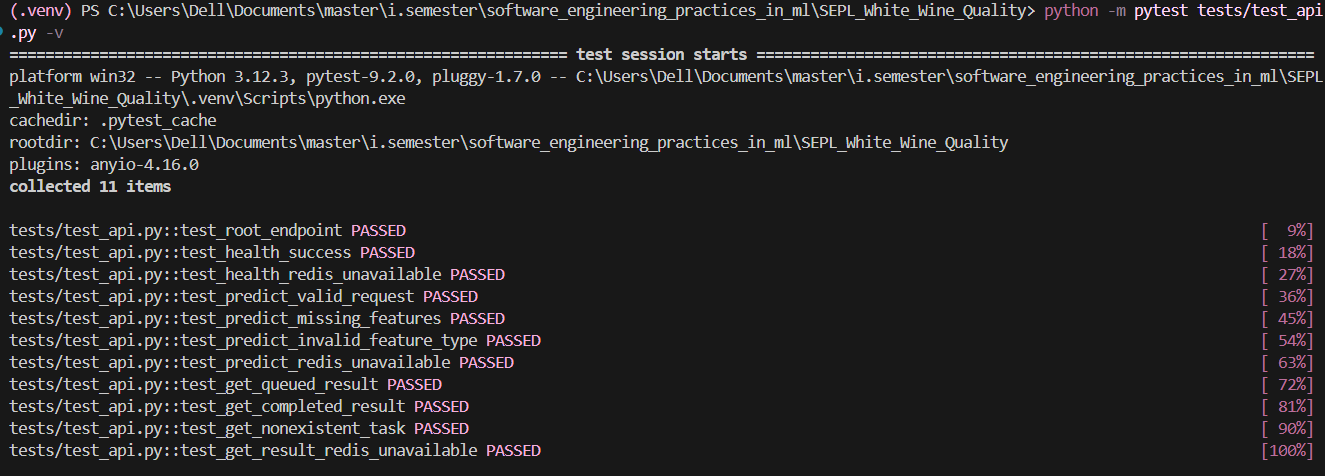 (.venv) PS C:\Users\Dell\Documents\master\i.semester\software_engineering_practices_in_ml\SEPL_White_Wine_Quality> python -m pytest tests/test_api
.py -v
============================================================== test session starts ==============================================================
platform win32 -- Python 3.12.3, pytest-9.2.0, pluggy-1.7.0 -- C:\Users\Dell\Documents\master\i.semester\software_engineering_practices_in_ml\SEPL
_White_Wine_Quality\.venv\Scripts\python.exe
cachedir: .pytest_cache
rootdir: C:\Users\Dell\Documents\master\i.semester\software_engineering_practices_in_ml\SEPL_White_Wine_Quality
plugins: anyio-4.16.0
collected 11 items
tests/test_api.py::test_root_endpoint PASSED [  9%]
tests/test_api.py::test_health_success PASSED [ 18%]
tests/test_api.py::test_health_redis_unavailable PASSED [ 27%]
tests/test_api.py::test_predict_valid_request PASSED [ 36%]
tests/test_api.py::test_predict_missing_features PASSED [ 45%]
tests/test_api.py::test_predict_invalid_feature_type PASSED [ 54%]
tests/test_api.py::test_predict_redis_unavailable PASSED [ 63%]
tests/test_api.py::test_get_queued_result PASSED [ 72%]
tests/test_api.py::test_get_completed_result PASSED [ 81%]
tests/test_api.py::test_get_nonexistent_task PASSED [ 90%]
tests/test_api.py::test_get_result_redis_unavailable PASSED [100%]